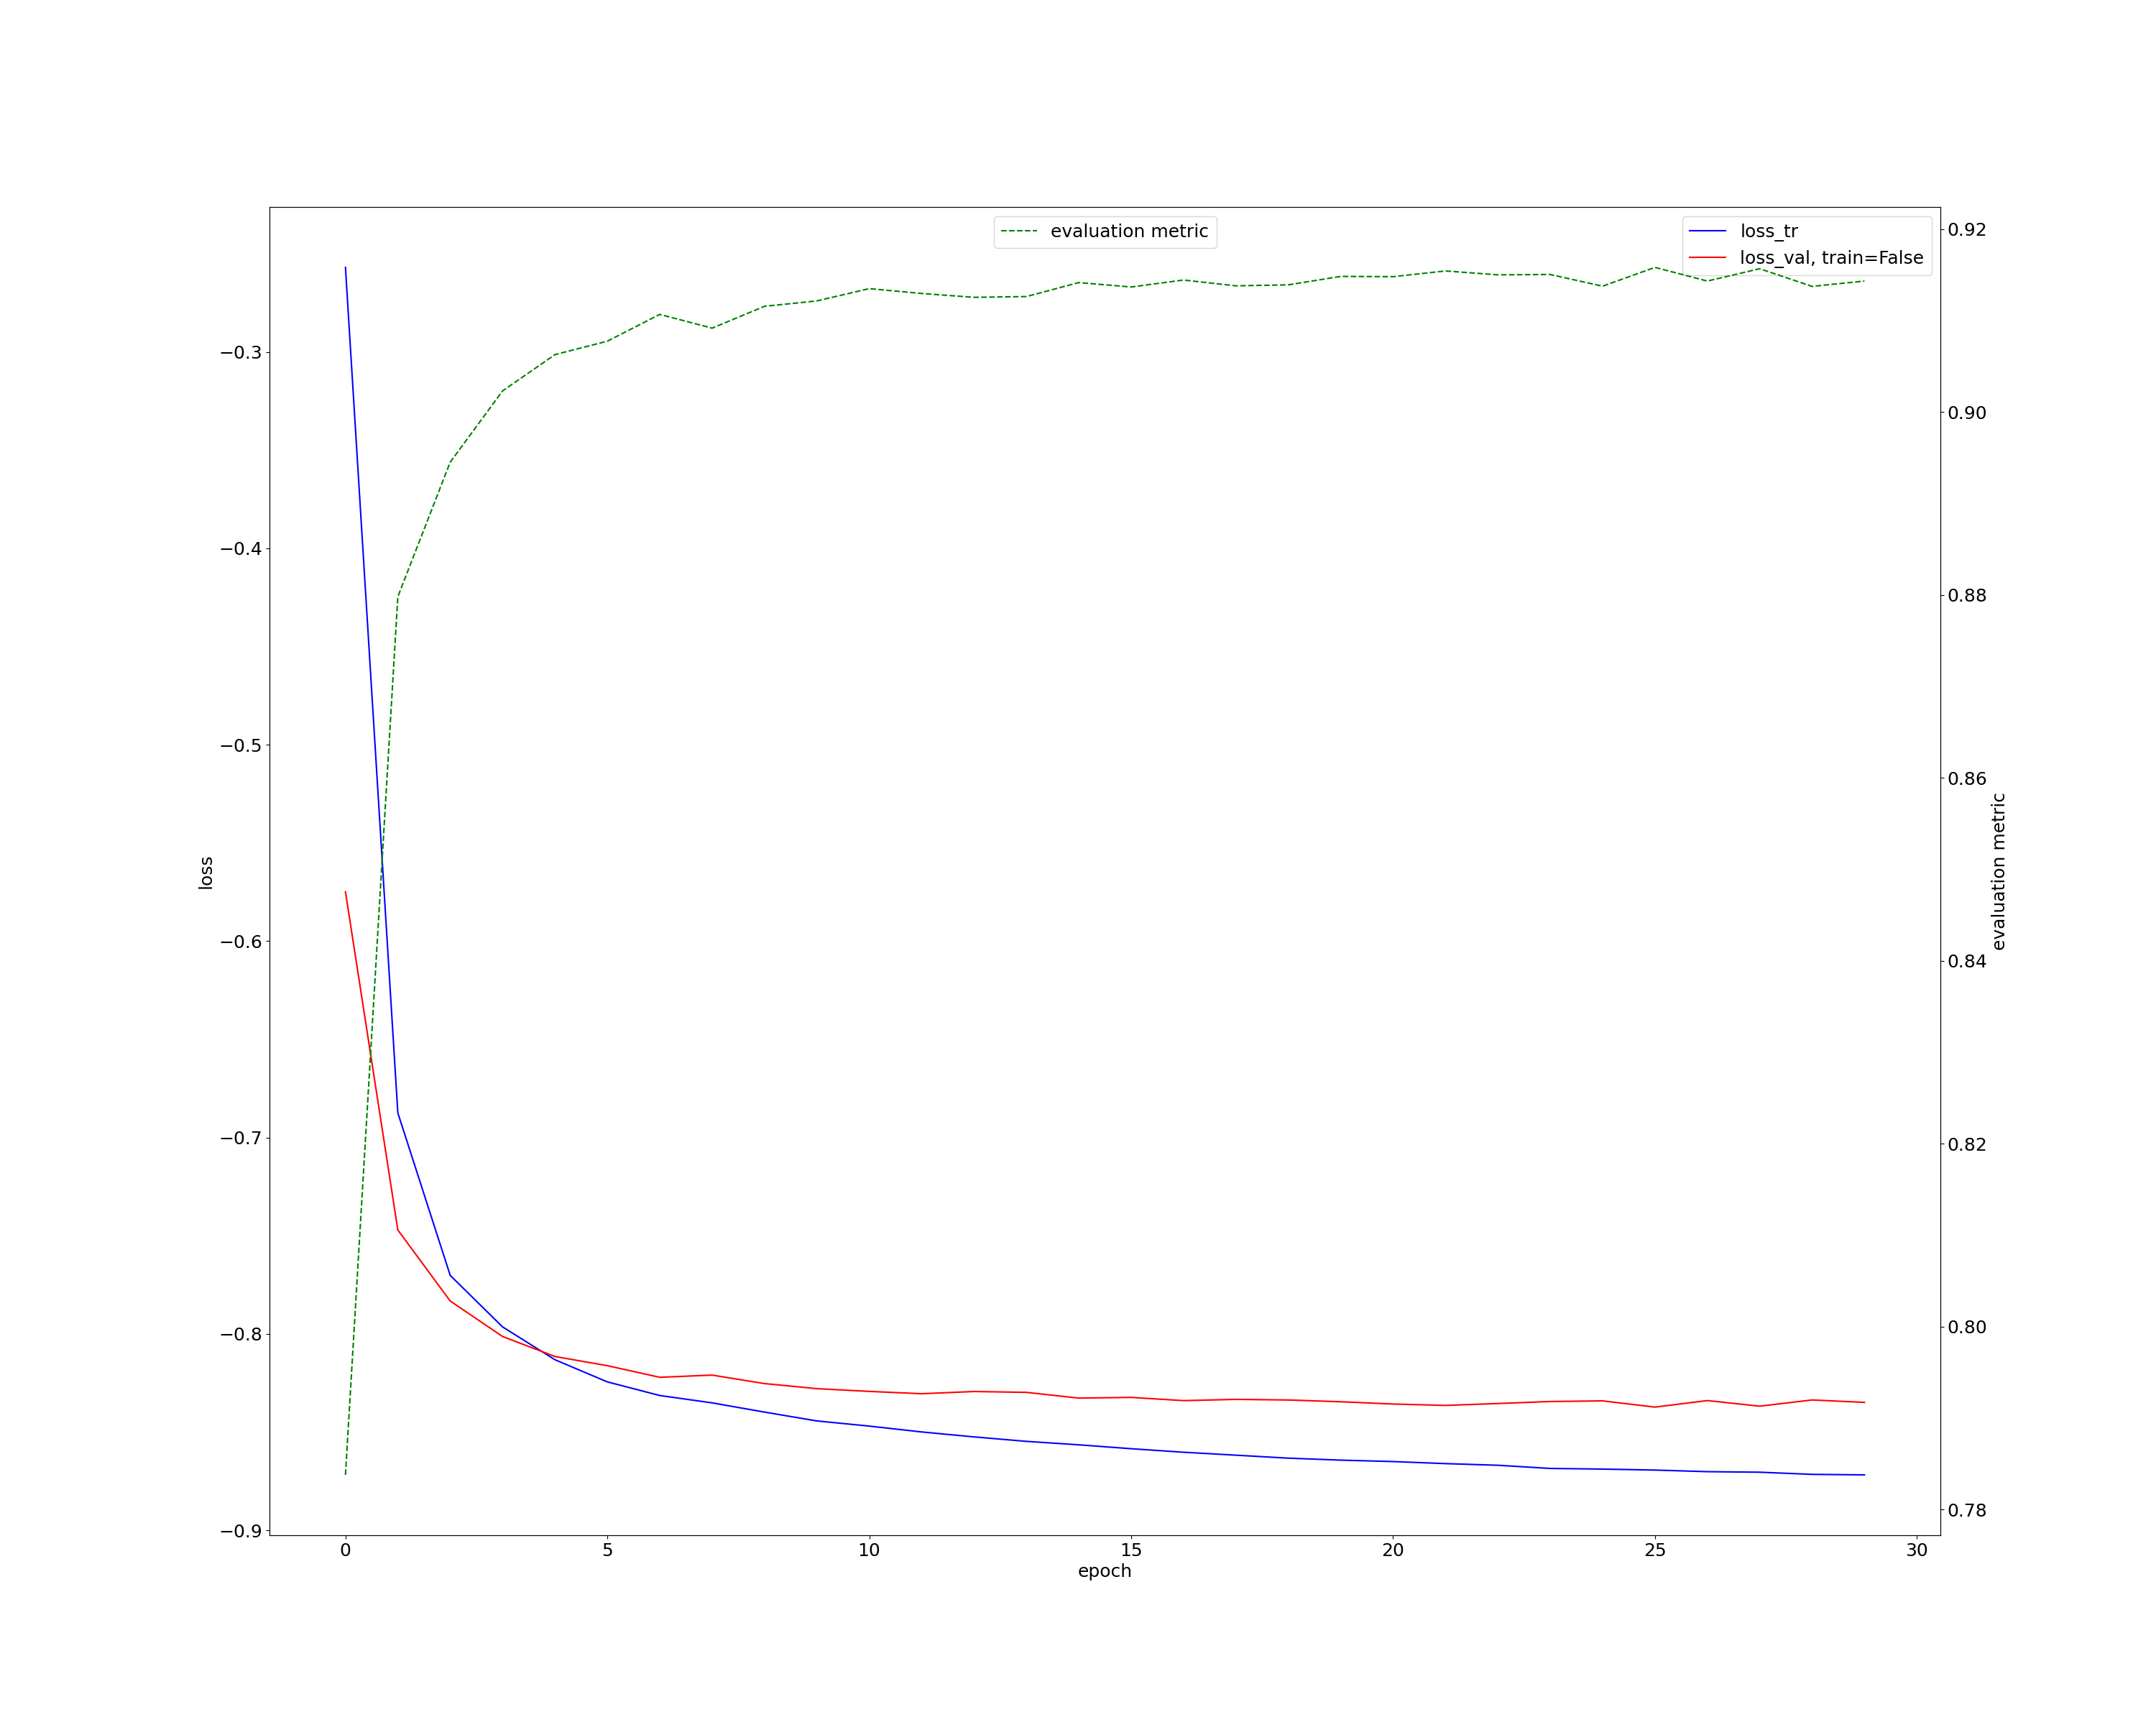 evaluation metric
loss_tr
loss_val, train=False
−0.3
−0.4
−0.5
−0.6
−0.7
−0.8
−0.9
loss
0.92
0.90
0.88
0.86
0.84
0.82
0.80
0.78
evaluation metric
0 5 10 15 20 25 30
epoch